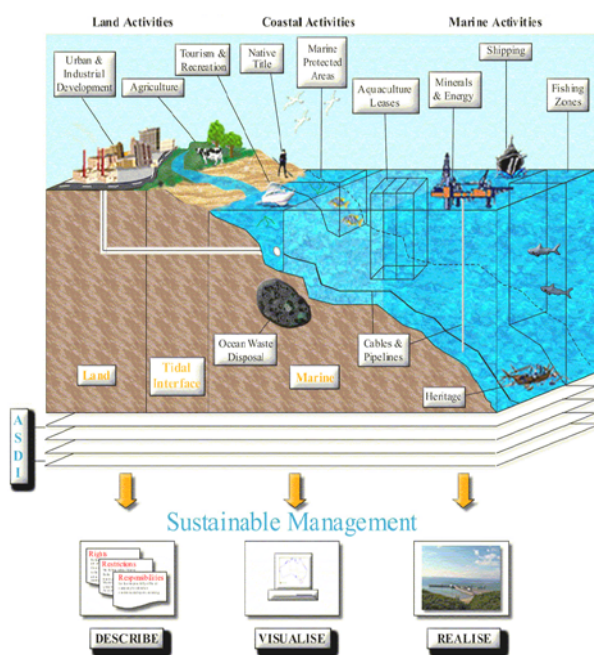 Land Activities
Coastal Activities
Marine Activities
Urban &
Industrial
Development
Agriculture
Tourism &
Recreation
Native
Title
Marine
Protected
Areas
Aquaculture
Leases
Minerals
& Energy
Shipping
Fishing
Zones
Ocean Waste
Disposal
Cables &
Pipelines
Heritage
Land
Tidal
Interface
Marine
ASDI
Sustainable Management
Rights
Restrictions
Responsibilities
DESCRIBE
VISUALISE
REALISE